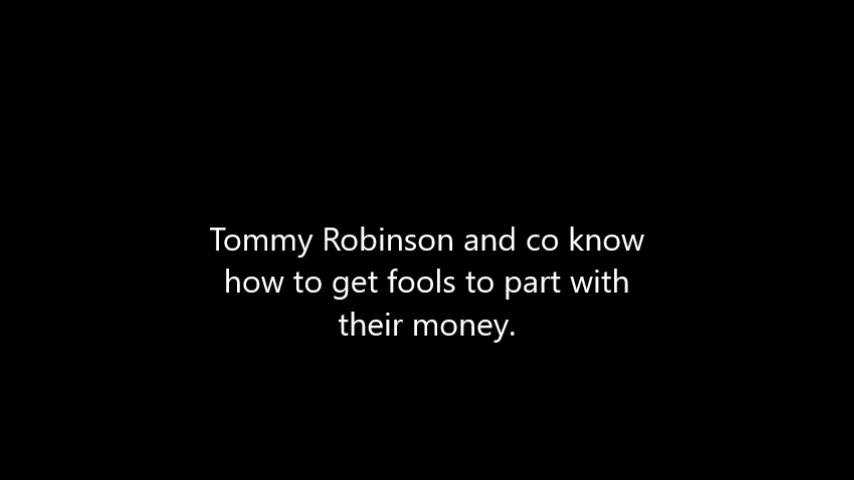 Tommy Robinson and co know
how to get fools to part with
their money.